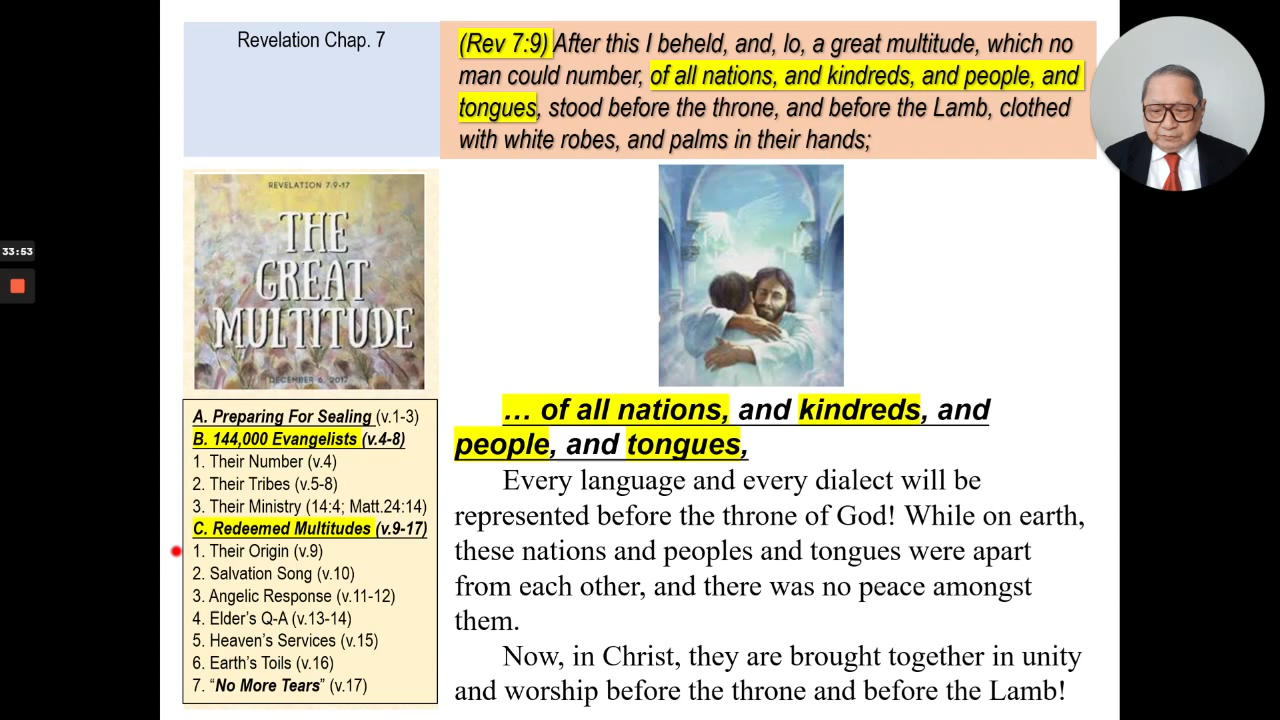 Revelation Chap. 7
(Rev 7:9) After this I beheld, and, lo, a great multitude, which no
man could number, of all nations, and kindreds, and people, and
tongues, stood before the throne, and before the Lamb, clothed
with white robes, and palms in their hands;
33:53
REVELATION 7:9-17
THE
GREAT
MULTITUDE
DECEMBER 6, 2017
A. Preparing For Sealing (v.1-3)
B. 144,000 Evangelists (v.4-8)
1. Their Number (v.4)
2. Their Tribes (v.5-8)
3. Their Ministry (14:4; Matt.24:14)
C. Redeemed Multitudes (v.9-17)
1. Their Origin (v.9)
2. Salvation Song (v.10)
3. Angelic Response (v.11-12)
4. Elder’s Q-A (v.13-14)
5. Heaven’s Services (v.15)
6. Earth’s Toils (v.16)
7. “No More Tears” (v.17)
… of all nations, and kindreds, and
people, and tongues,
Every language and every dialect will be
represented before the throne of God! While on earth,
these nations and peoples and tongues were apart
from each other, and there was no peace amongst
them.
Now, in Christ, they are brought together in unity
and worship before the throne and before the Lamb!